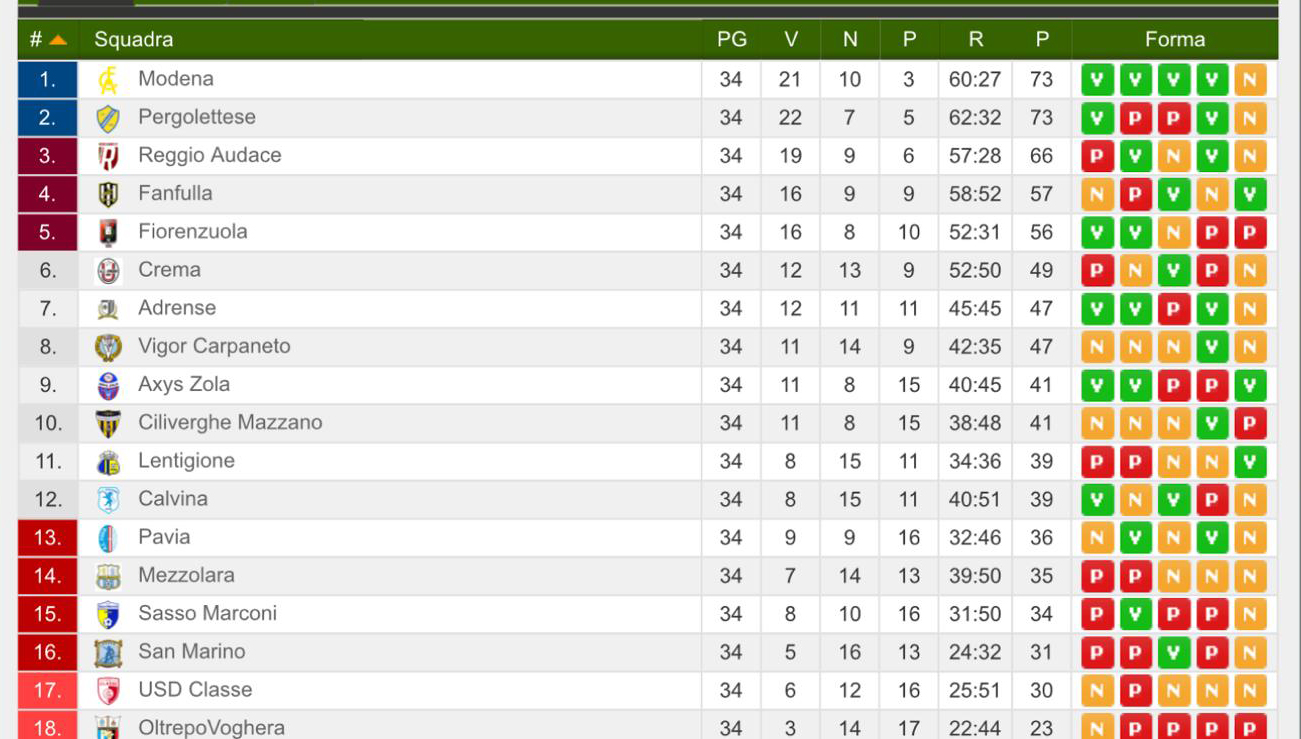 # Squadra PG V N P R P Forma
1. Modena 34 21 10 3 60:27 73 V V V V N
2. Pergolettese 34 22 7 5 62:32 73 V P P V N
3. Reggio Audace 34 19 9 6 57:28 66 P V N V N
4. Fanfulla 34 16 9 9 58:52 57 N P V N V
5. Fiorenzuola 34 16 8 10 52:31 56 V V N P P
6. Crema 34 12 13 9 52:50 49 P N V P N
7. Adrense 34 12 11 11 45:45 47 V V P V N
8. Vigor Carpaneto 34 11 14 9 42:35 47 N N N V N
9. Axys Zola 34 11 8 15 40:45 41 V V P P V
10. Ciliverghe Mazzano 34 11 8 15 38:48 41 N N N V P
11. Lentigione 34 8 15 11 34:36 39 P P N N V
12. Calvina 34 8 15 11 40:51 39 V N V P N
13. Pavia 34 9 9 16 32:46 36 N V N V N
14. Mezzolara 34 7 14 13 39:50 35 P P N N N
15. Sasso Marconi 34 8 10 16 31:50 34 P V P P N
16. San Marino 34 5 16 13 24:32 31 P P V P N
17. USD Classe 34 6 12 16 25:51 30 N P N N N
18. OltrepoVoghera 34 3 14 17 22:44 23 N P P P P